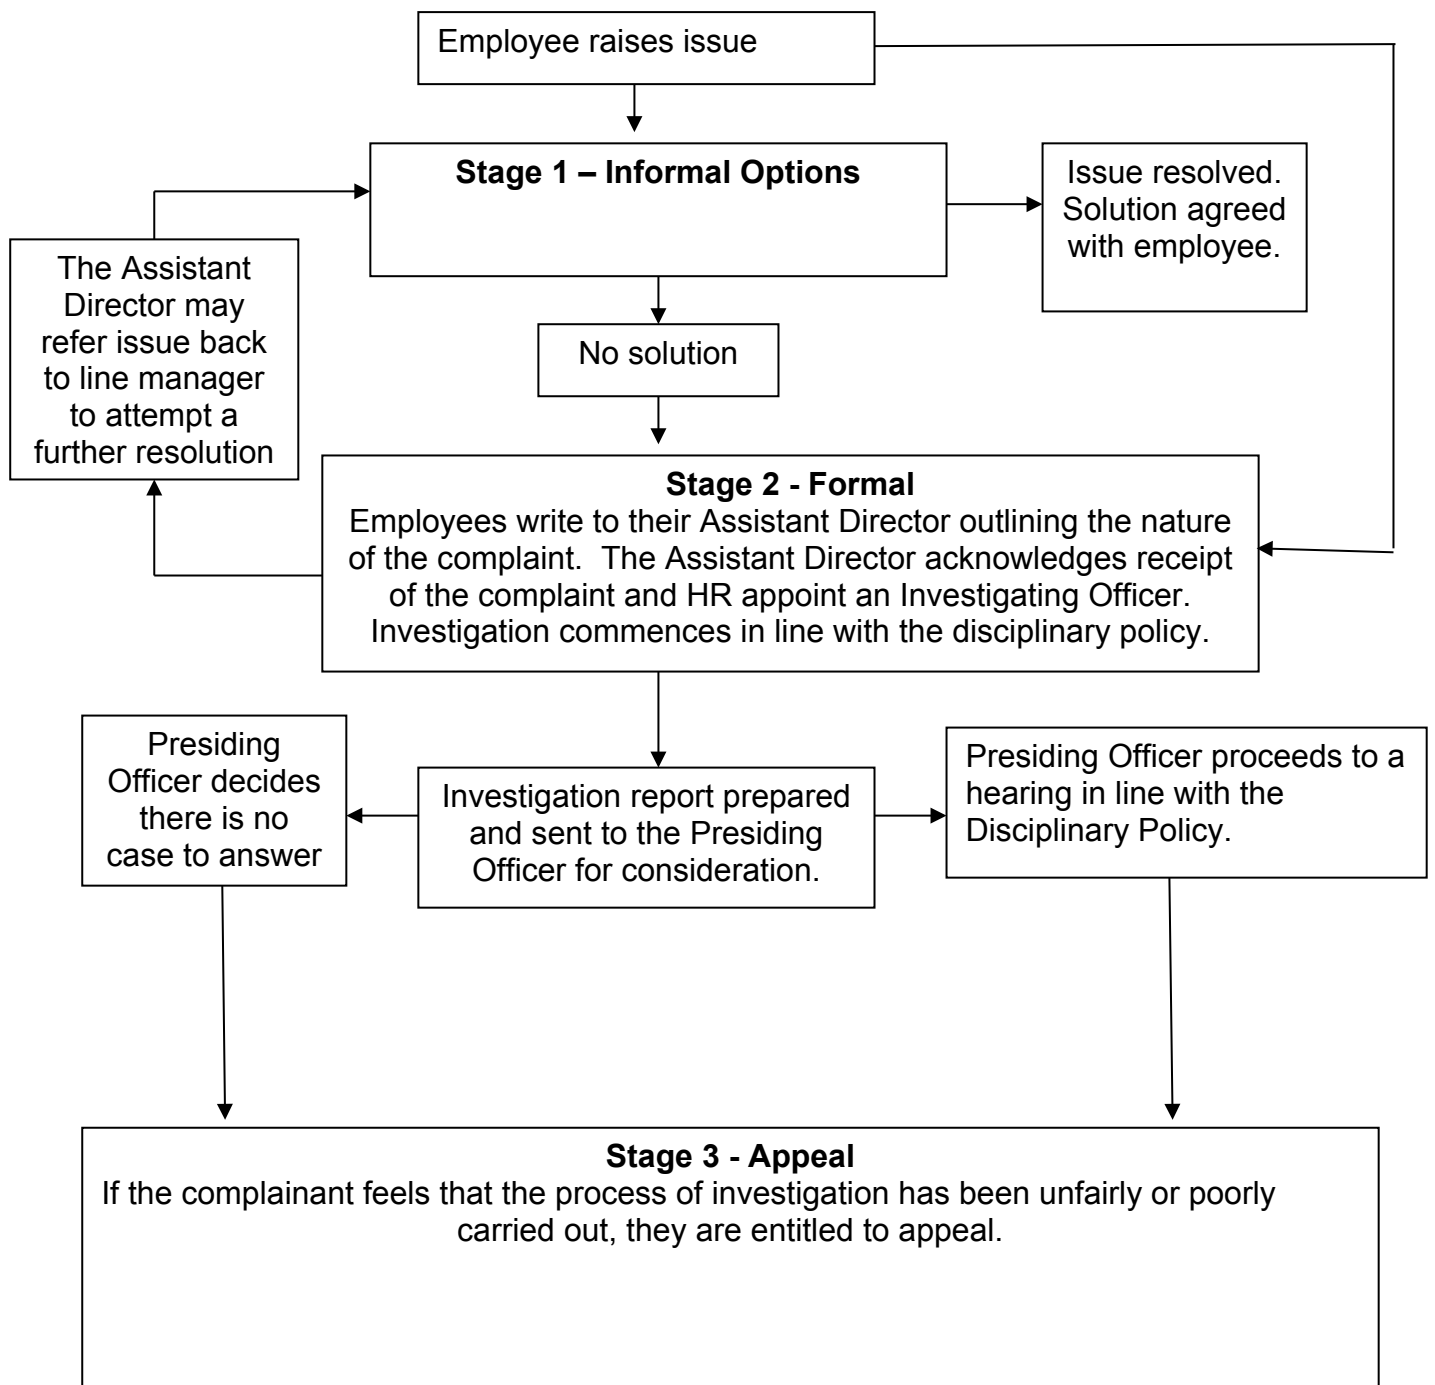 Employee raises issue
Stage 1 – Informal Options
Issue resolved.
Solution agreed
with employee.
The Assistant
Director may
refer issue back
to line manager
to attempt a
further resolution
No solution
Stage 2 - Formal
Employees write to their Assistant Director outlining the nature
of the complaint.  The Assistant Director acknowledges receipt
of the complaint and HR appoint an Investigating Officer.
Investigation commences in line with the disciplinary policy.
Presiding
Officer decides
there is no
case to answer
Investigation report prepared
and sent to the Presiding
Officer for consideration.
Presiding Officer proceeds to a
hearing in line with the
Disciplinary Policy.
Stage 3 - Appeal
If the complainant feels that the process of investigation has been unfairly or poorly
carried out, they are entitled to appeal.